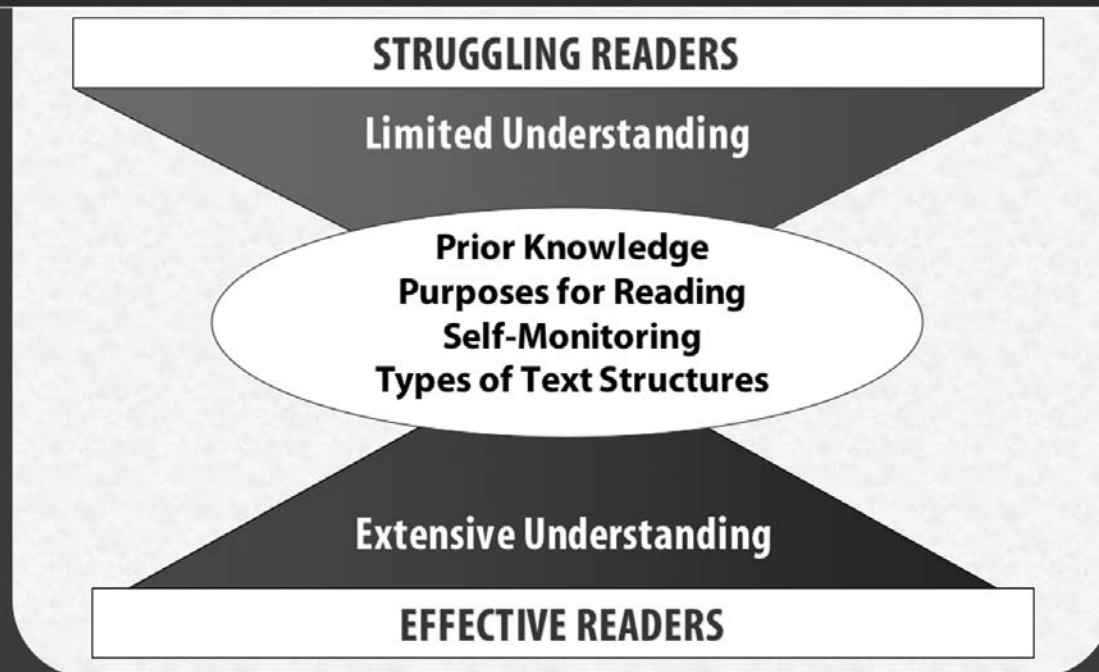 STRUGGLING READERS
Limited Understanding
Prior Knowledge
Purposes for Reading
Self-Monitoring
Types of Text Structures
Extensive Understanding
EFFECTIVE READERS